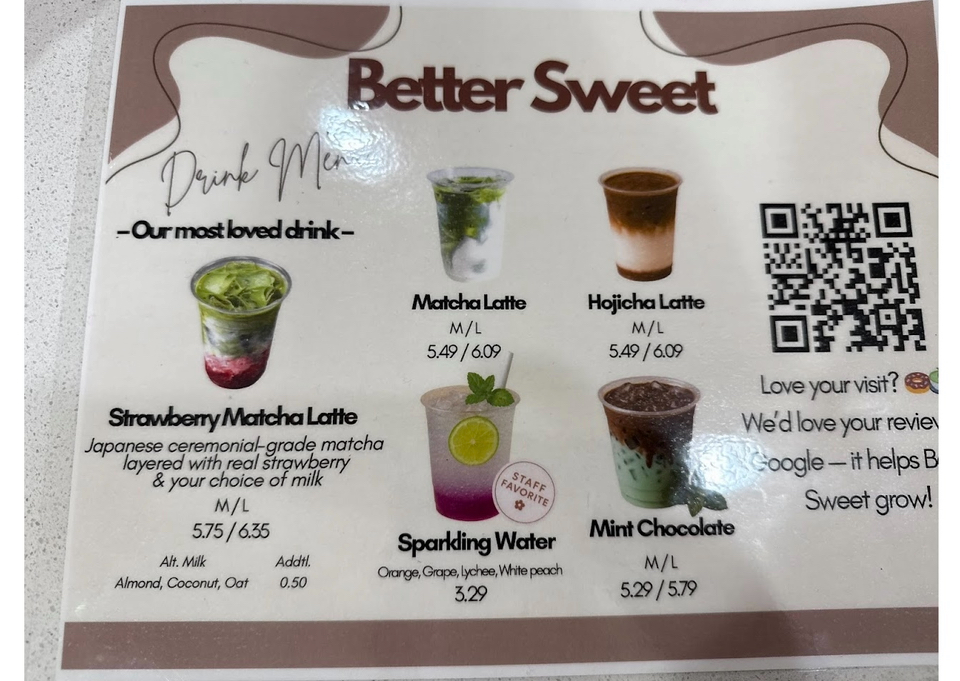 Better Sweet
Drink Men
–Our most loved drink–
Strawberry Matcha Latte
Japanese ceremonial-grade matcha
layered with real strawberry
& your choice of milk
M/L
5.75 / 6.35
Alt. Milk Addtl.
Almond, Coconut, Oat 0.50
Matcha Latte
M/L
5.49 / 6.09
Hojicha Latte
M/L
5.49 / 6.09
STAFF
FAVORITE
Sparkling Water
Orange, Grape, Lychee, White peach
3.29
Mint Chocolate
M/L
5.29 / 5.79
Love your visit? 🍩
We'd love your review
Google — it helps B
Sweet grow!